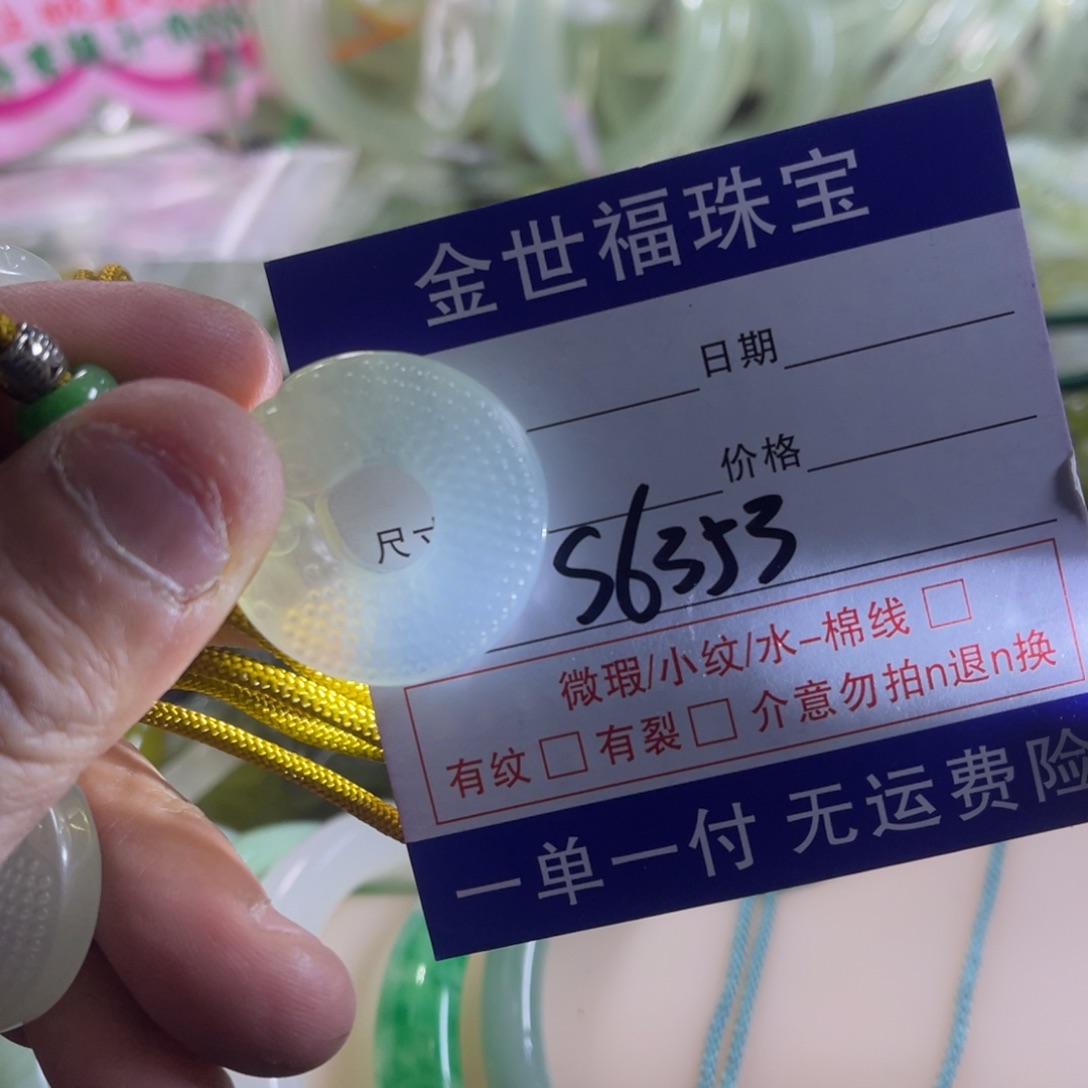 金世福珠宝
日期
价格
尺寸
S6353
微瑕/小纹/水-棉线
有纹 有裂 介意勿拍n退n换
一单一付 无运费险